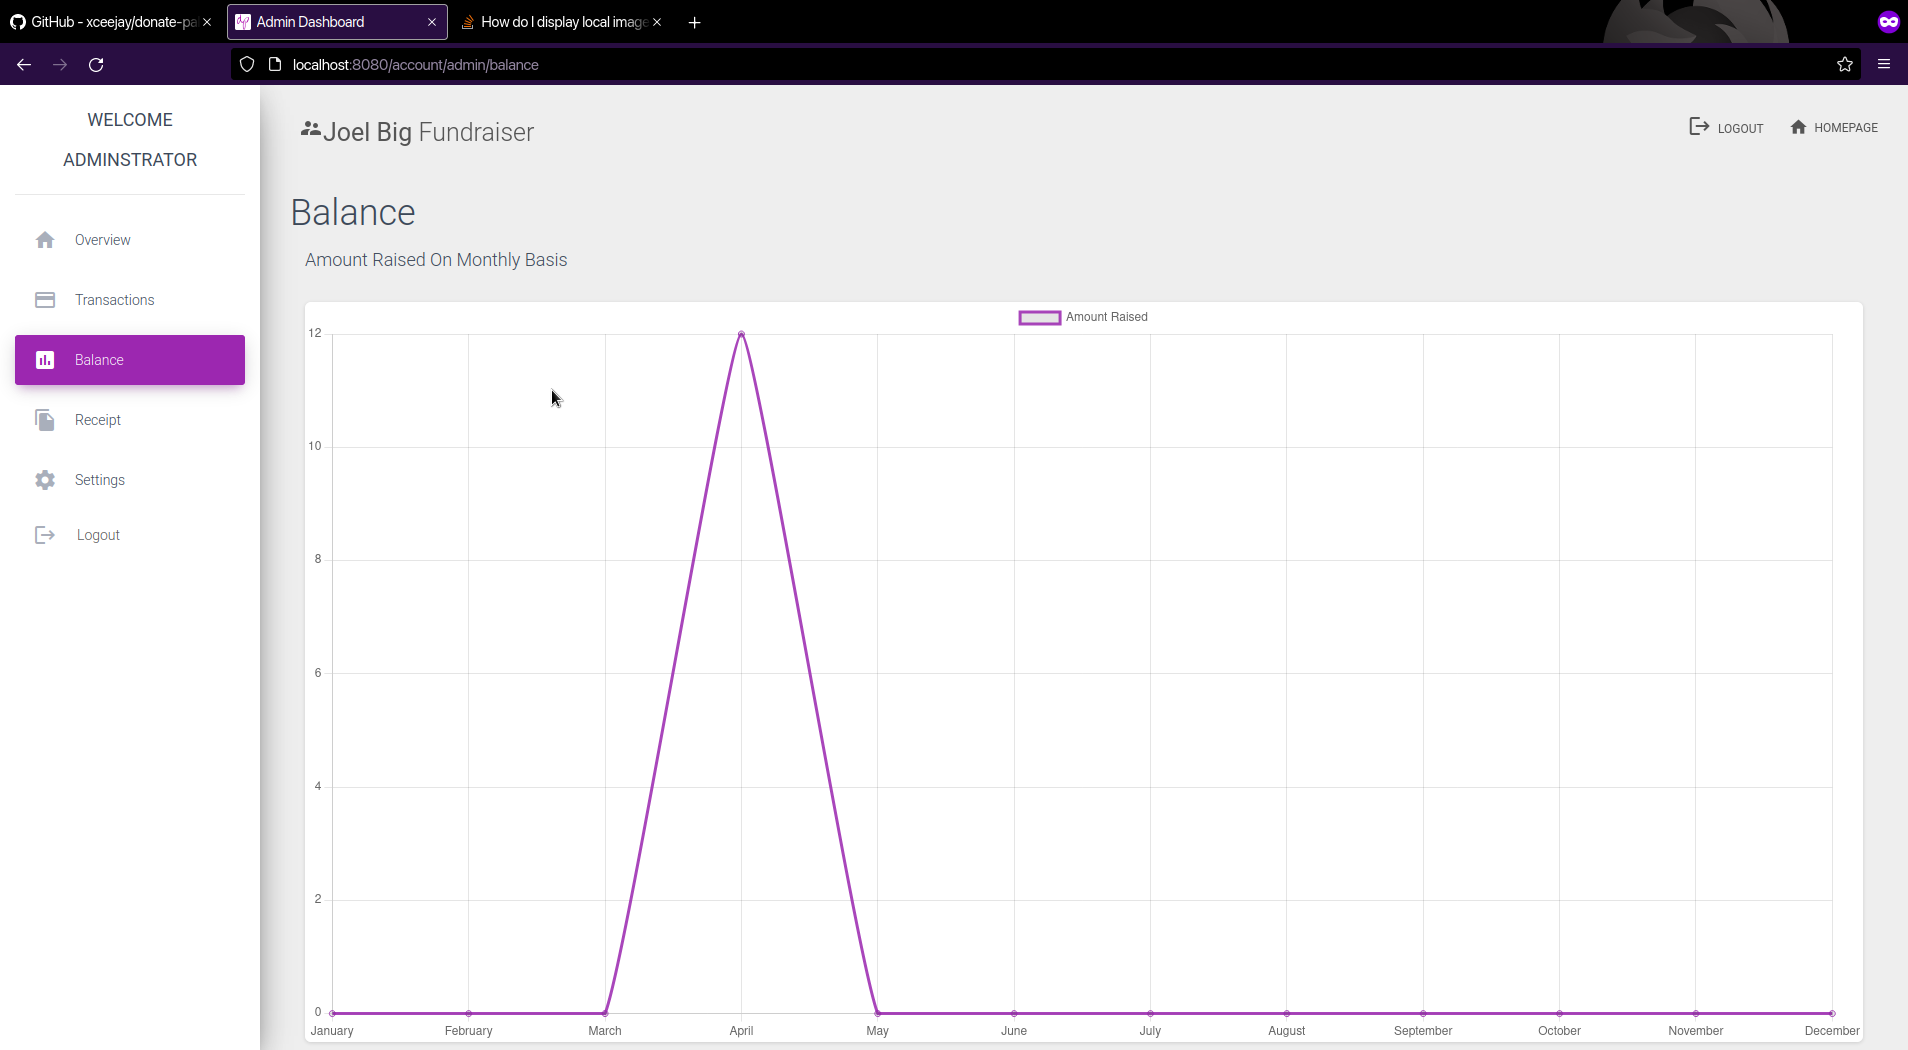 GitHub - xceejay/donate-pa
Admin Dashboard
How do I display local image
localhost:8080/account/admin/balance
WELCOME
ADMINSTRATOR
Overview
Transactions
Balance
Receipt
Settings
Logout
Joel Big Fundraiser
LOGOUT
HOMEPAGE
Balance
Amount Raised On Monthly Basis
Amount Raised
12
10
8
6
4
2
0
January February March April May June July August September October November December